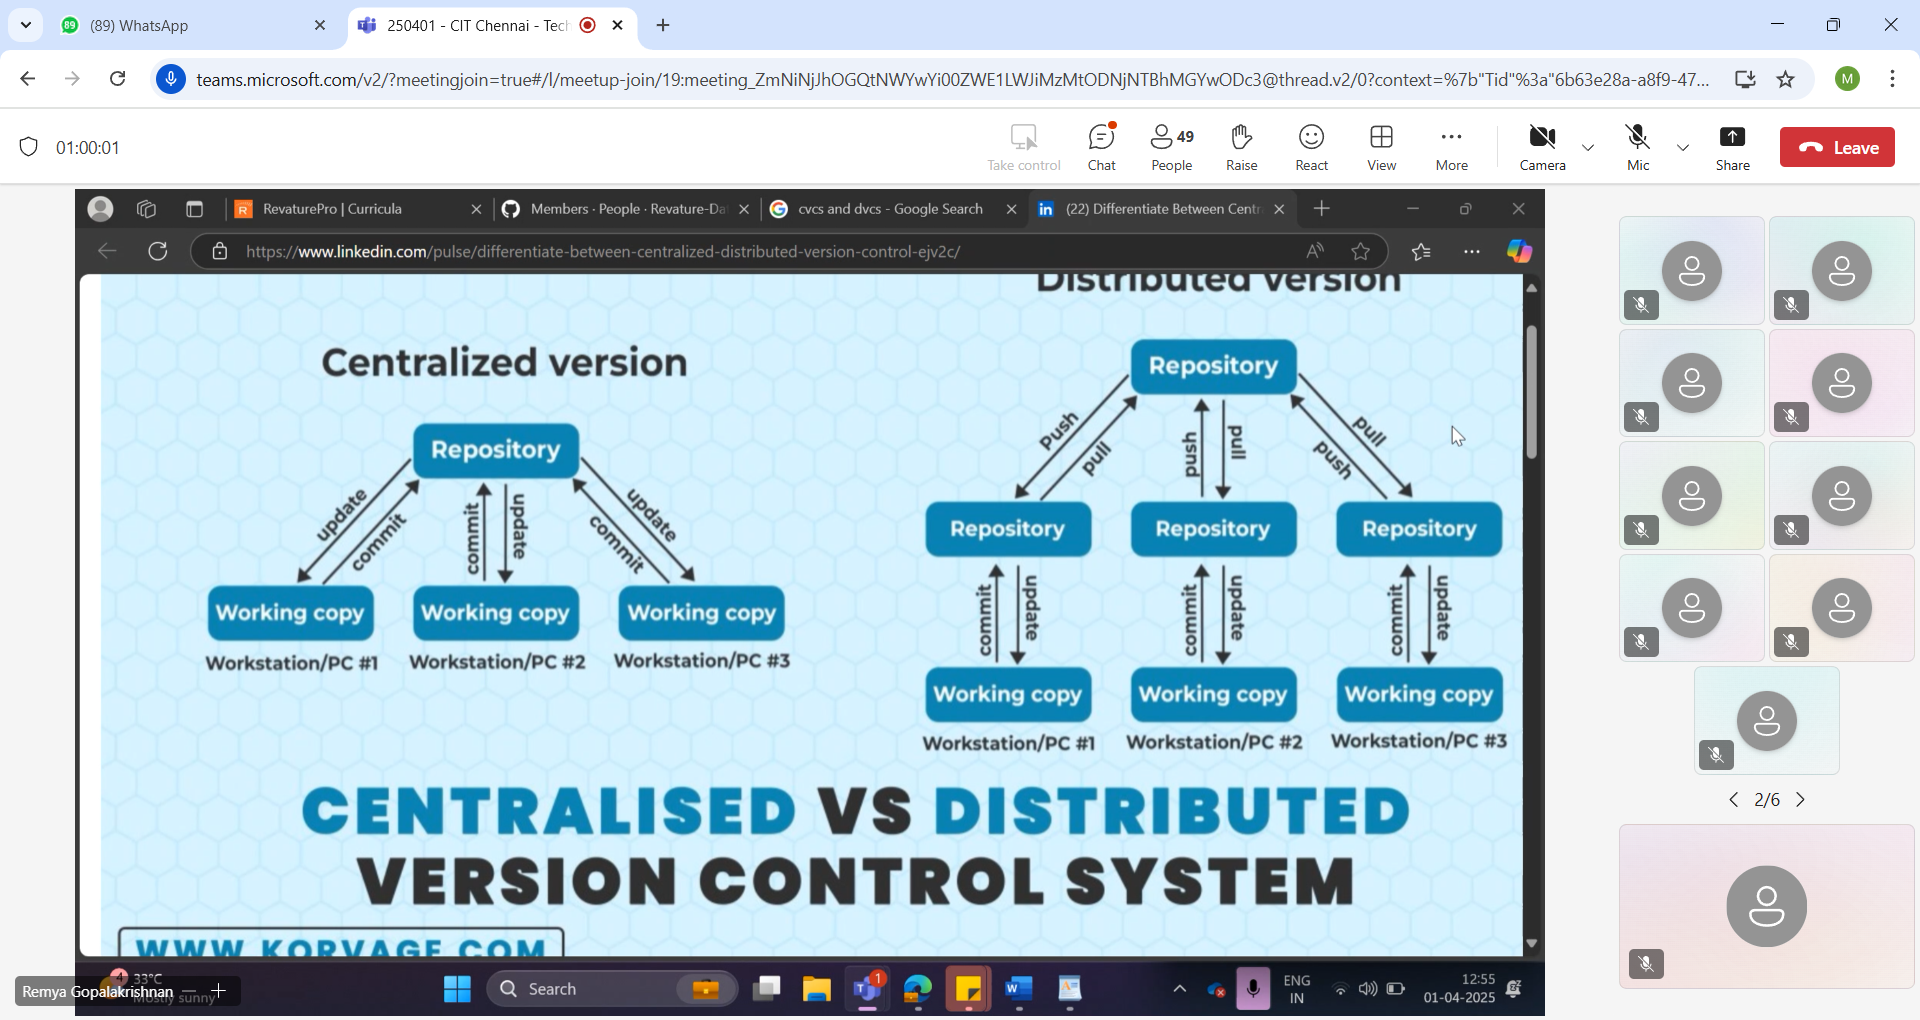 (89) WhatsApp
250401 - CIT Chennai - Tech
teams.microsoft.com/v2/?meetingjoin=true#/l/meetup-join/19:meeting_ZmNiNjJhOGQtNWYwYi00ZWE1LWJiMzMtODNjNTBhMGYwODc3@thread.v2/0?context=%7b"Tid"%3a"6b63e28a-a8f9-47...
M
01:00:01
Take control
Chat
49
People
Raise
React
View
More
Camera
Mic
Share
Leave
RevaturePro | Curricula
Members · People · Revature-Da
cvcs and dvcs - Google Search
(22) Differentiate Between Centr
https://www.linkedin.com/pulse/differentiate-between-centralized-distributed-version-control-ejv2c/
Distributed version
Centralized version
Repository
update
commit
commit
update
update
commit
Working copy
Working copy
Working copy
Workstation/PC #1
Workstation/PC #2
Workstation/PC #3
Repository
Push
pull
push
pull
pull
push
Repository
Repository
Repository
commit
update
commit
update
commit
update
Working copy
Working copy
Working copy
Workstation/PC #1
Workstation/PC #2
Workstation/PC #3
CENTRALISED VS DISTRIBUTED
VERSION CONTROL SYSTEM
WWW.KORVAGE.COM
2/6
4
33°C
Mostly sunny
Remya Gopalakrishnan
Search
1
ENG
IN
12:55
01-04-2025